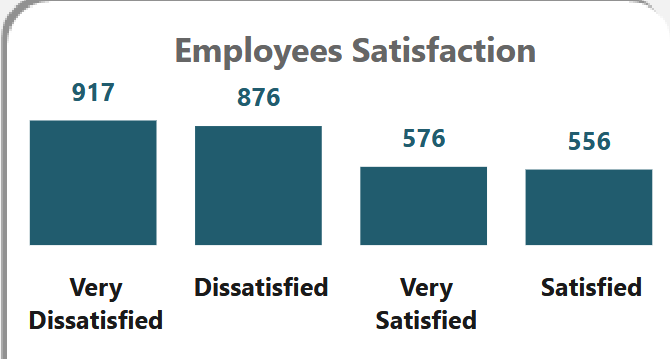 Employees Satisfaction
917
876
576
556
Very
Dissatisfied
Dissatisfied
Very
Satisfied
Satisfied